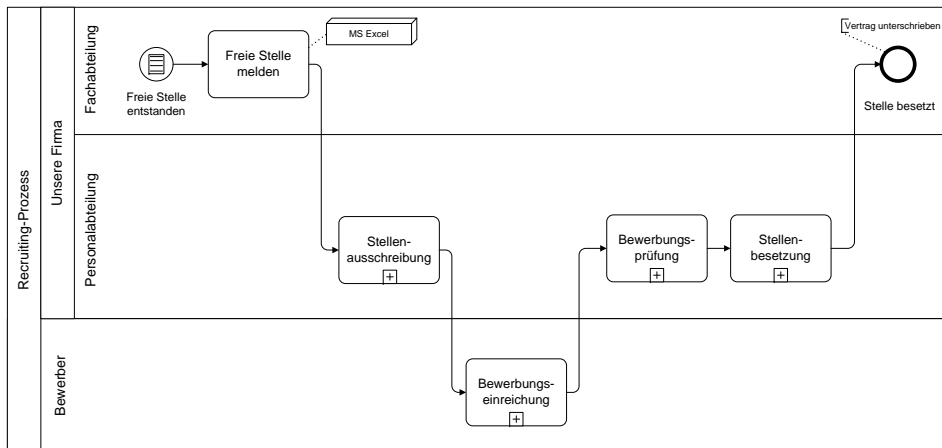 Recruiting-Prozess
Unsere Firma
Fachabteilung
Freie Stelle
entstanden
Freie Stelle
melden
MS Excel
Vertrag unterschrieben
Stelle besetzt
Personalabteilung
Stellen-
ausschreibung
Bewerbungs-
prüfung
Stellen-
besetzung
Bewerber
Bewerbungs-
einreichung